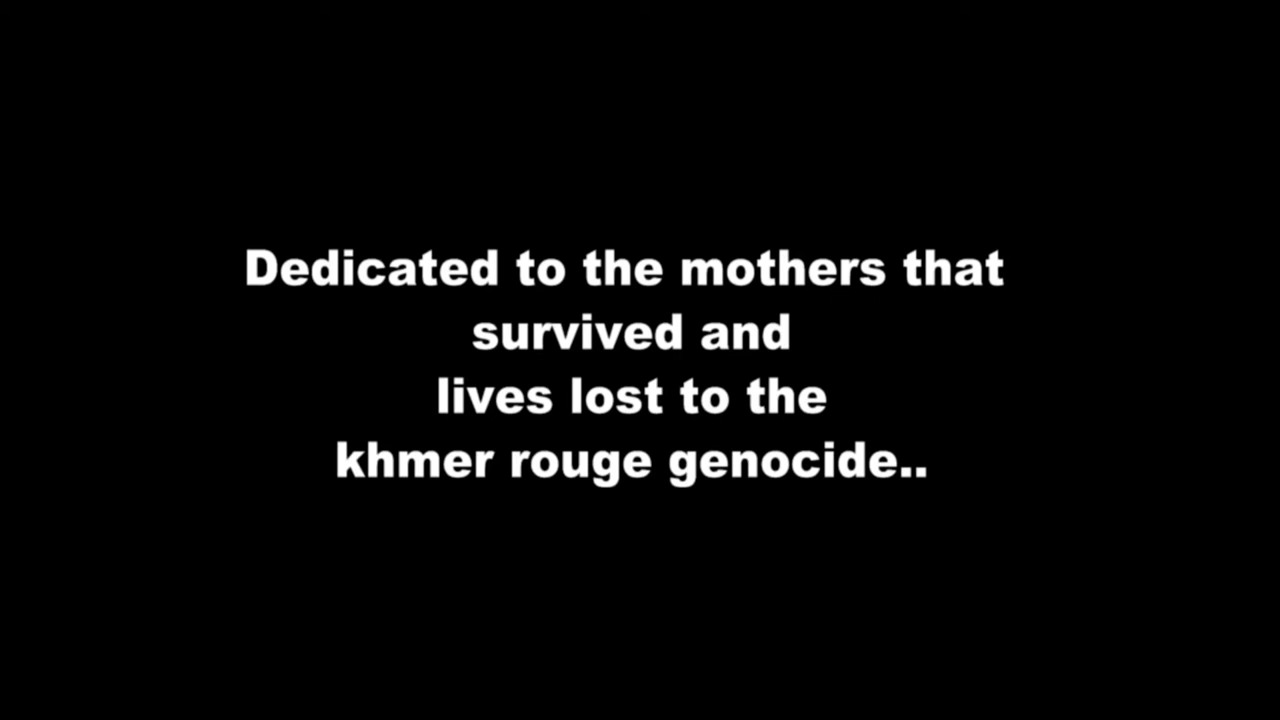 Dedicated to the mothers that
survived and
lives lost to the
khmer rouge genocide..